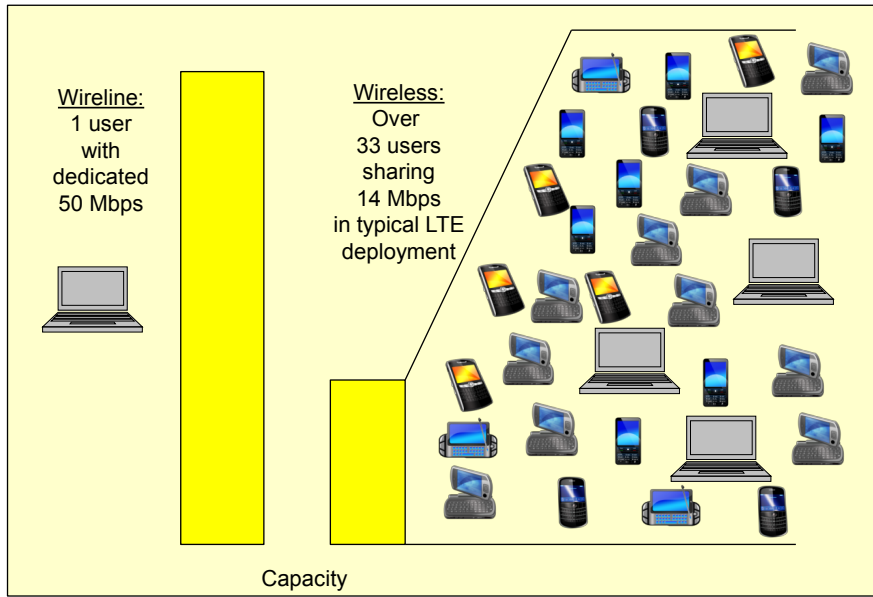 Wireline:
1 user
with
dedicated
50 Mbps
Wireless:
Over
33 users
sharing
14 Mbps
in typical LTE
deployment
Capacity